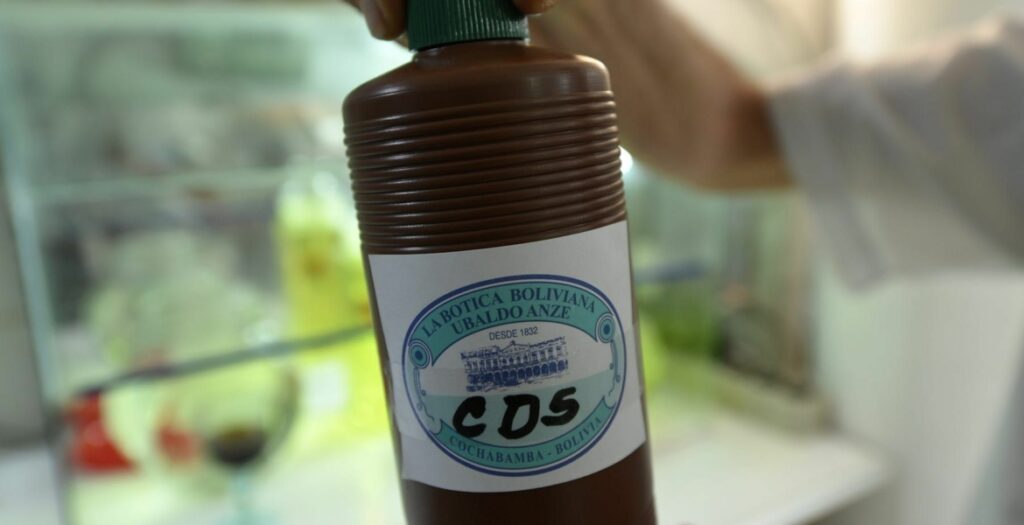 LA BOTICA BOLIVIANA
UBALDO ANZE
DESDE 1832
CDS
COCHABAMBA - BOLIVIA